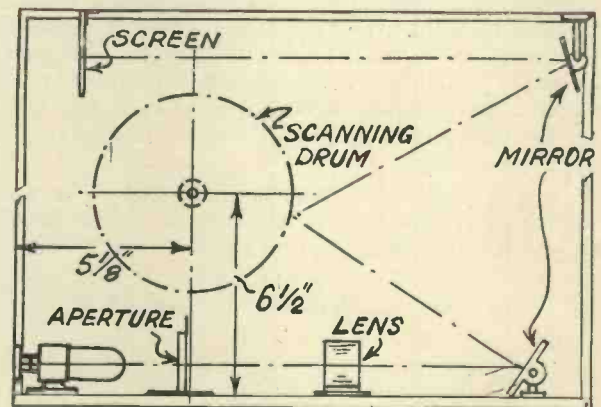 SCREEN
SCANNING
DRUM
MIRROR
5 1/8"
6 1/2"
APERTURE
LENS